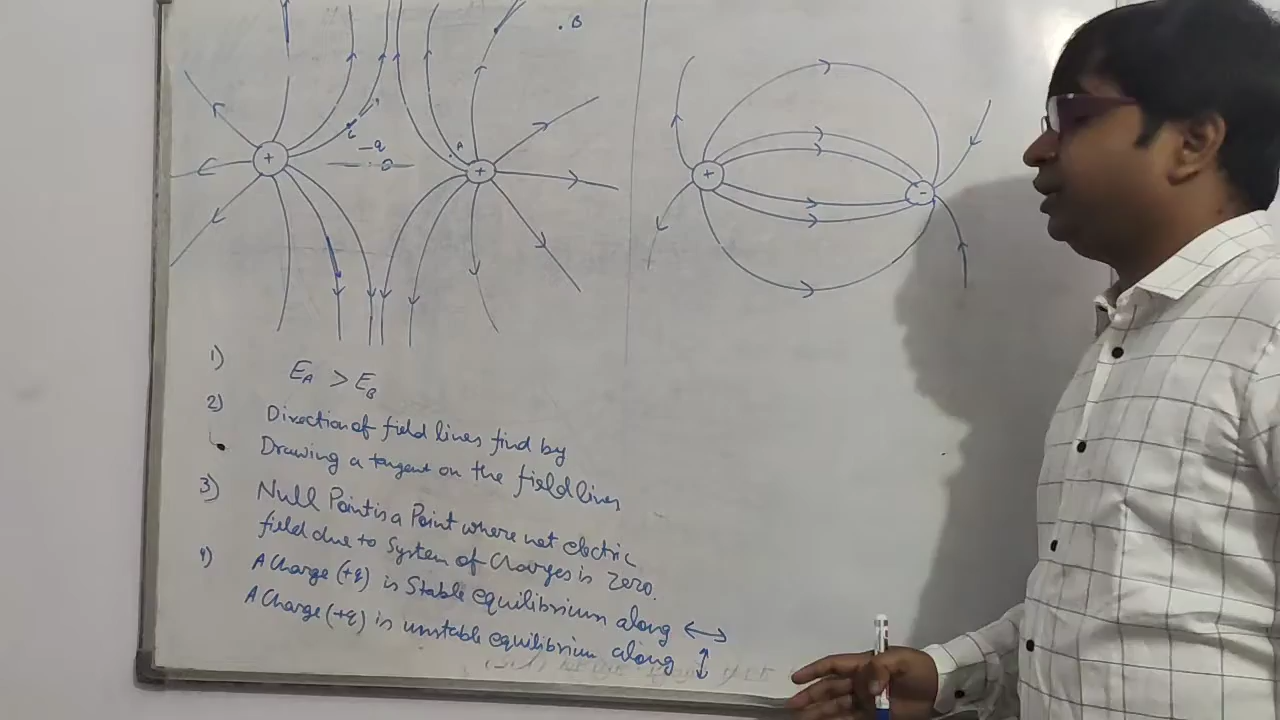 B
A
-q
+
+
+
-
1) E_A > E_B
2) Direction of field lines find by
Drawing a tangent on the field lines
3) Null Point is a Point where net electric
field due to System of Charges is zero.
4) A Charge (+q) is Stable equilibrium along ↔
A Charge (+q) is unstable equilibrium along ↕